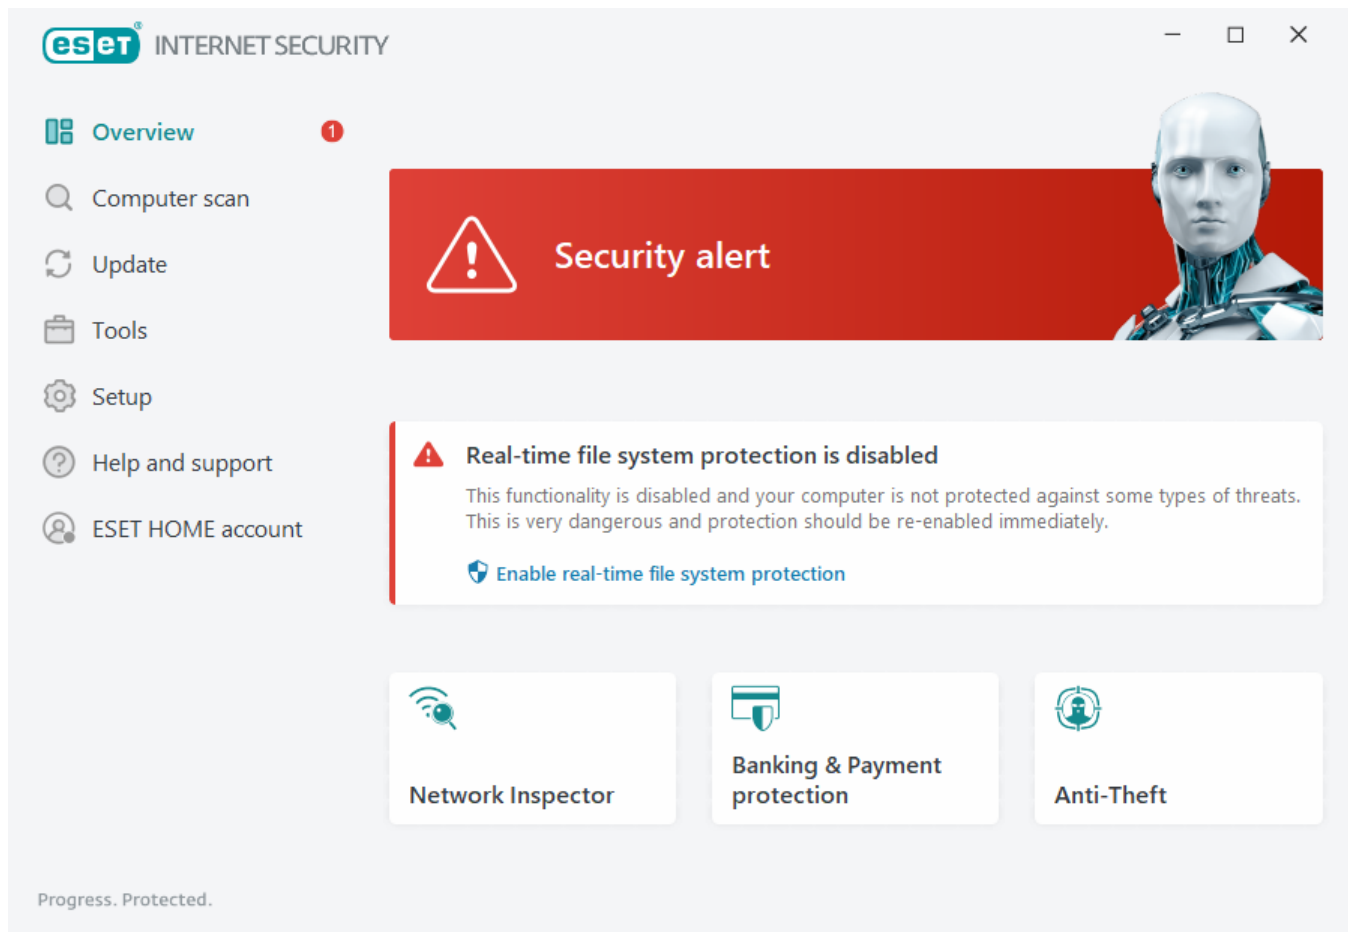 eset® INTERNET SECURITY
Overview
1
Computer scan
Update
Tools
Setup
Help and support
ESET HOME account
Security alert
Real-time file system protection is disabled
This functionality is disabled and your computer is not protected against some types of threats.
This is very dangerous and protection should be re-enabled immediately.
Enable real-time file system protection
Network Inspector
Banking & Payment
protection
Anti-Theft
Progress. Protected.